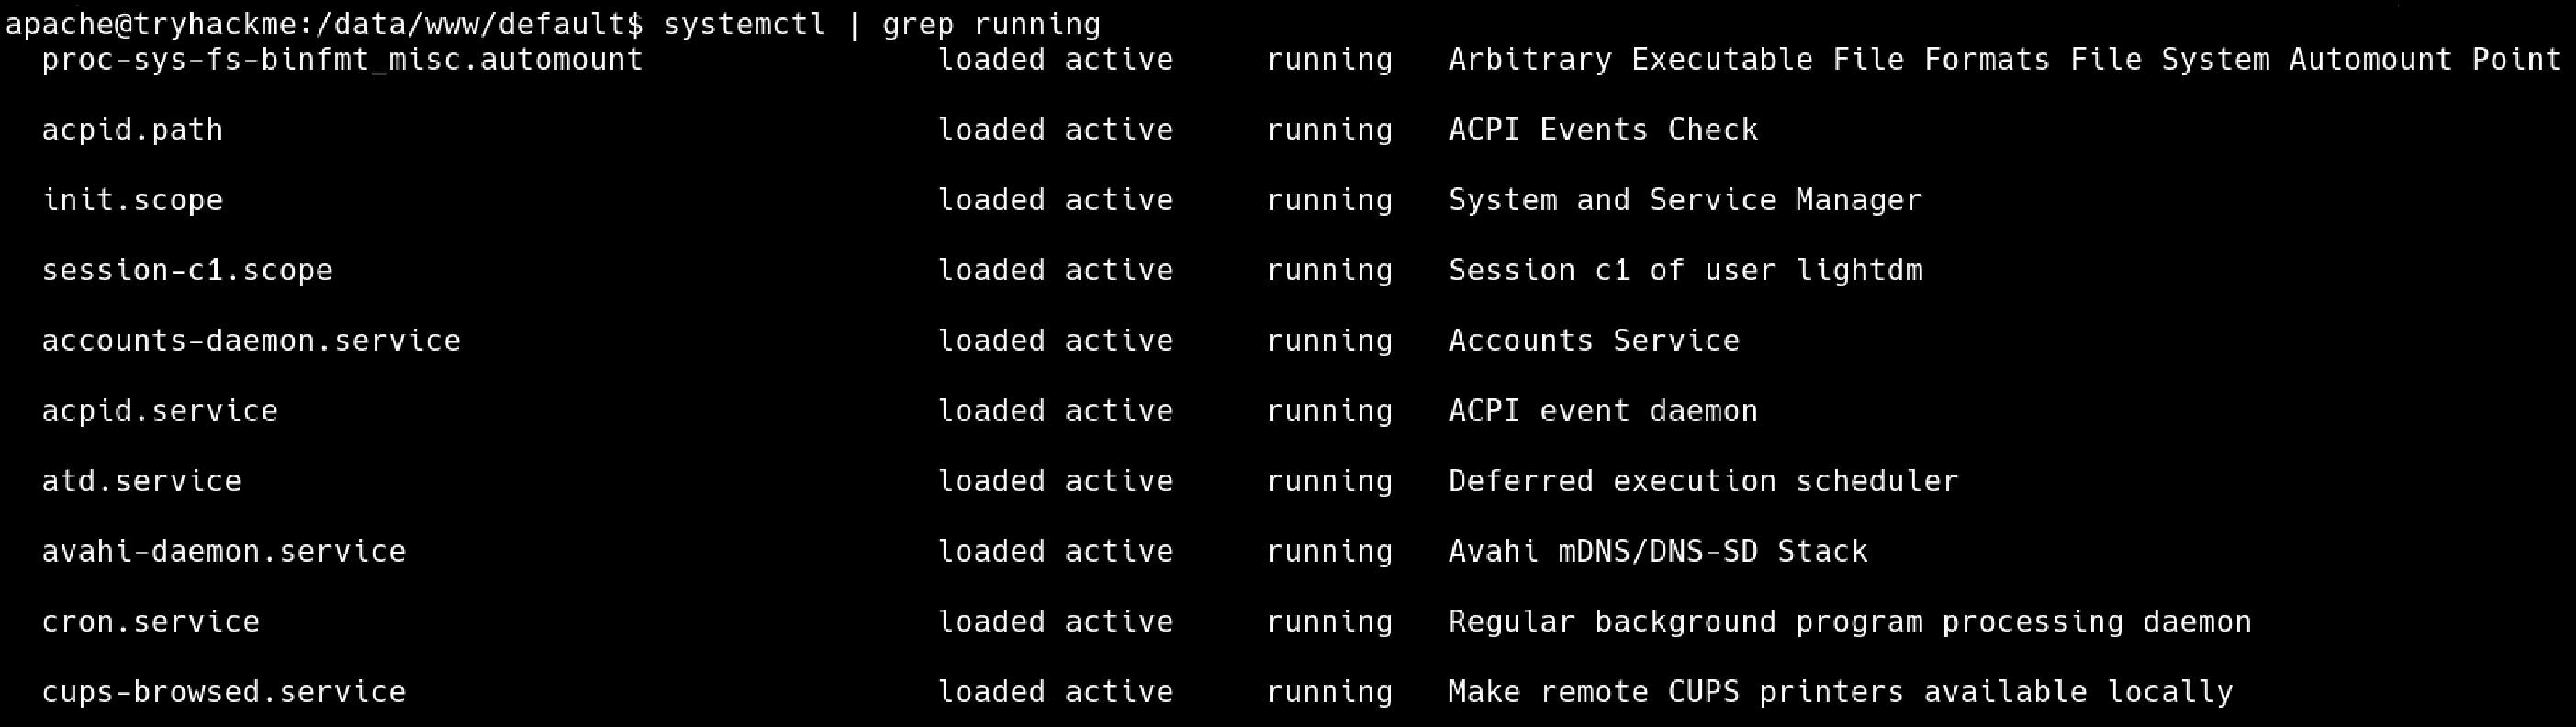 apache@tryhackme:/data/www/default$ systemctl | grep running
proc-sys-fs-binfmt_misc.automount loaded active running Arbitrary Executable File Formats File System Automount Point
acpid.path loaded active running ACPI Events Check
init.scope loaded active running System and Service Manager
session-c1.scope loaded active running Session c1 of user lightdm
accounts-daemon.service loaded active running Accounts Service
acpid.service loaded active running ACPI event daemon
atd.service loaded active running Deferred execution scheduler
avahi-daemon.service loaded active running Avahi mDNS/DNS-SD Stack
cron.service loaded active running Regular background program processing daemon
cups-browsed.service loaded active running Make remote CUPS printers available locally